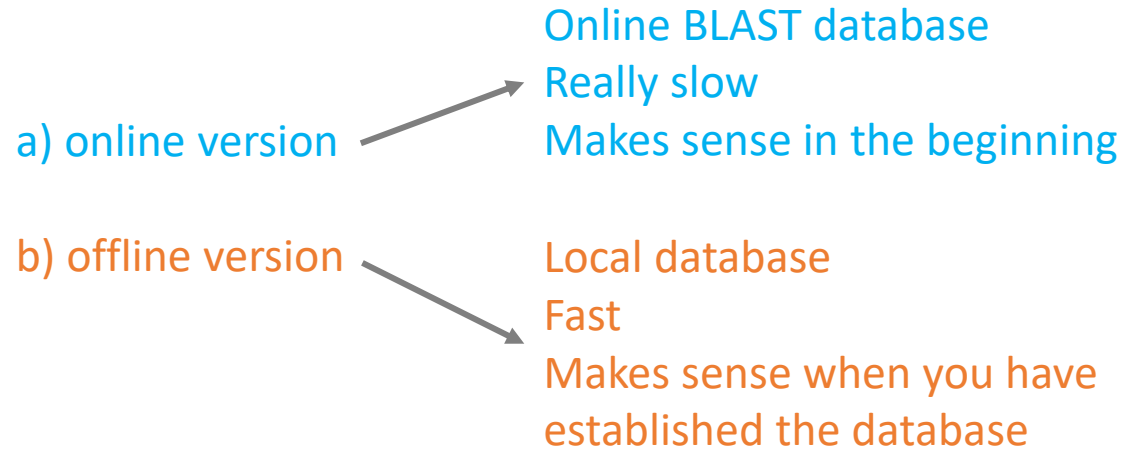 a) online version
Online BLAST database
Really slow
Makes sense in the beginning
b) offline version
Local database
Fast
Makes sense when you have
established the database